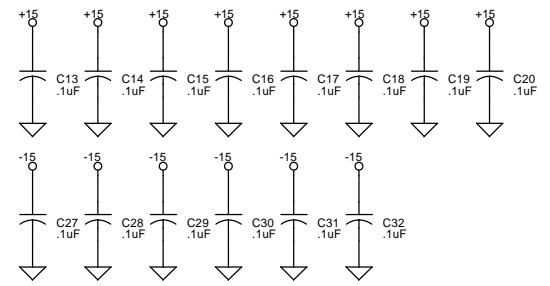 +15 +15 +15 +15 +15 +15 +15 +15
C13 C14 C15 C16 C17 C18 C19 C20
.1uF .1uF .1uF .1uF .1uF .1uF .1uF .1uF
-15 -15 -15 -15 -15 -15
C27 C28 C29 C30 C31 C32
.1uF .1uF .1uF .1uF .1uF .1uF